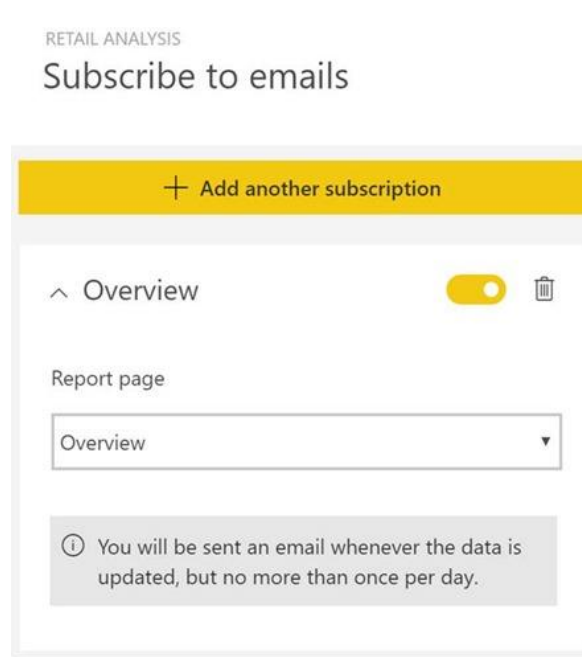 RETAIL ANALYSIS
Subscribe to emails
Add another subscription
Overview
Report page
Overview
You will be sent an email whenever the data is
updated, but no more than once per day.